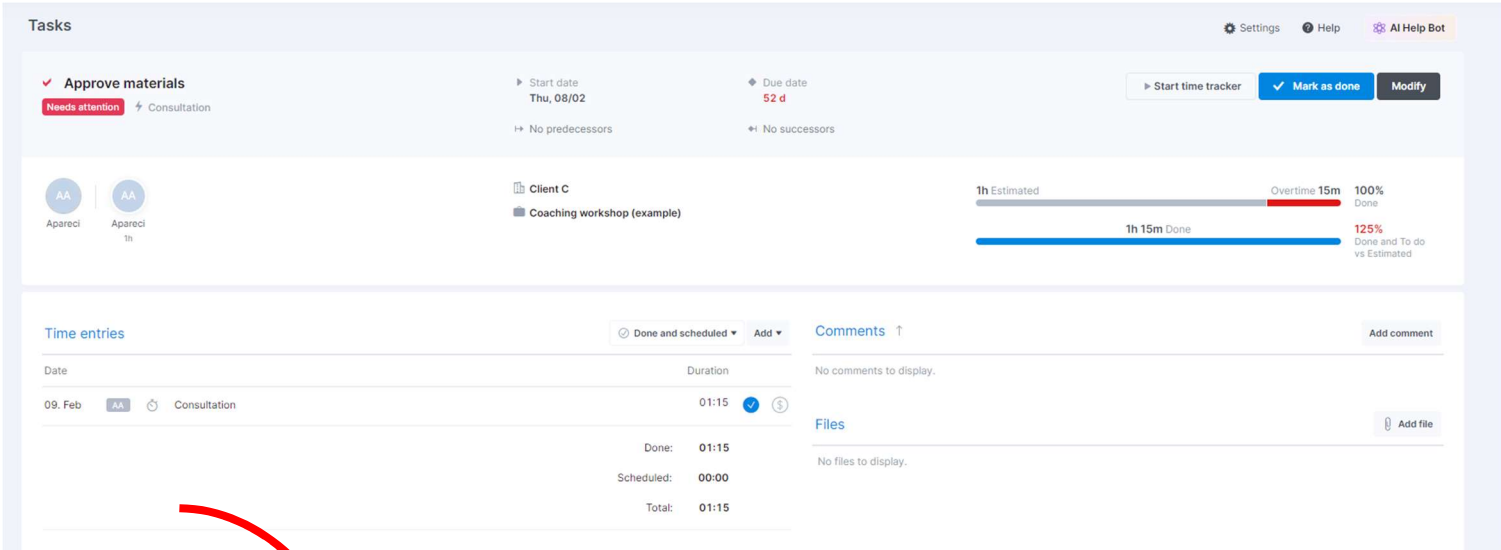 Tasks
Settings Help AI Help Bot
Approve materials
Needs attention Consultation
Start date
Thu, 08/02
Due date
52 d
No predecessors
No successors
Start time tracker Mark as done Modify
AA AA
Apareci Apareci
1h
Client C
Coaching workshop (example)
1h Estimated Overtime 15m 100%
Done
1h 15m Done 125%
Done and To do
vs Estimated
Time entries Done and scheduled Add
Date Duration
09. Feb AA Consultation 01:15 $
Done: 01:15
Scheduled: 00:00
Total: 01:15
Comments ↑ Add comment
No comments to display.
Files Add file
No files to display.